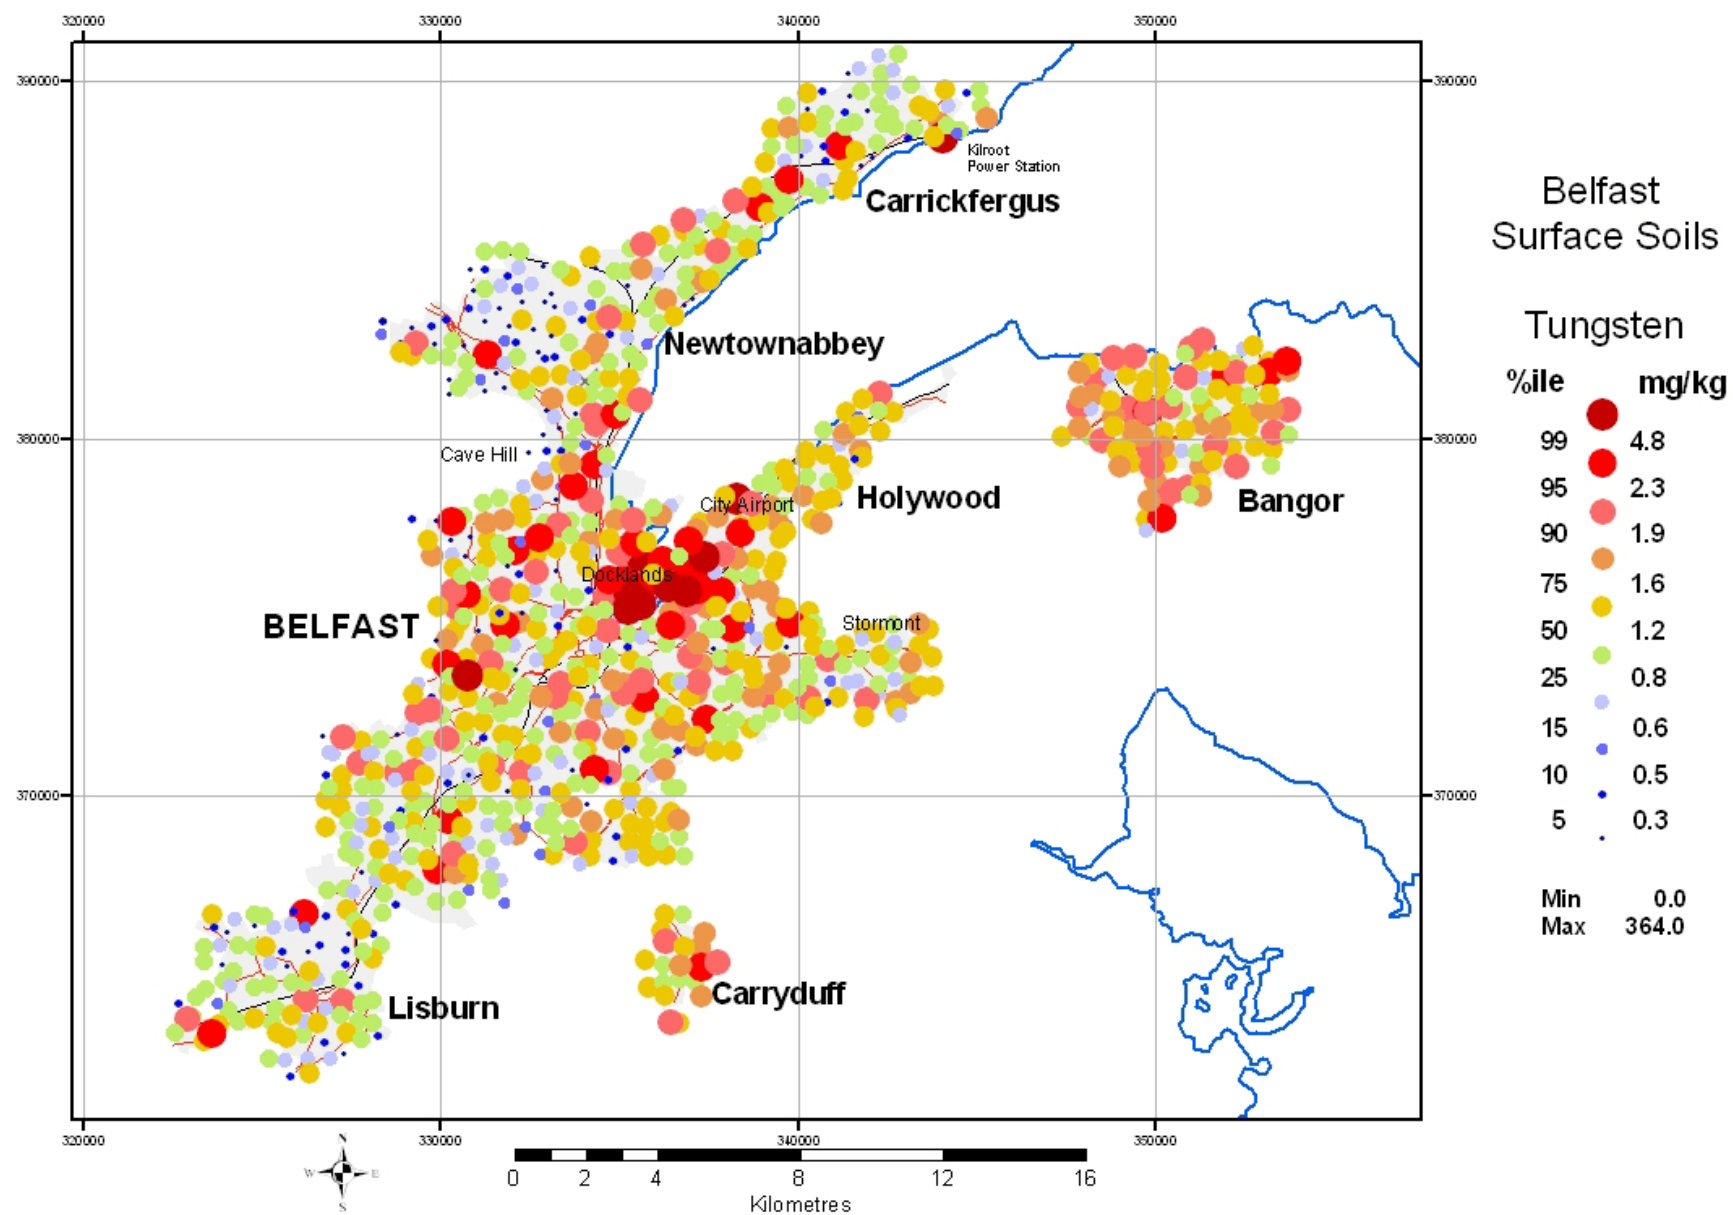 320000 330000 340000 350000
390000 390000
Kilroot
Power Station
Carrickfergus
Belfast
Surface Soils
Tungsten
Newtownabbey
%ile mg/kg
380000 380000
Cave Hill
99 4.8
95 2.3
City Airport
Holywood
Bangor
90 1.9
Docklands
75 1.6
BELFAST
Stormont
50 1.2
25 0.8
15 0.6
10 0.5
370000 370000
5 0.3
Min 0.0
Max 364.0
Carryduff
Lisburn
320000 330000 340000 350000
N
W E
S
0 2 4 8 12 16
Kilometres